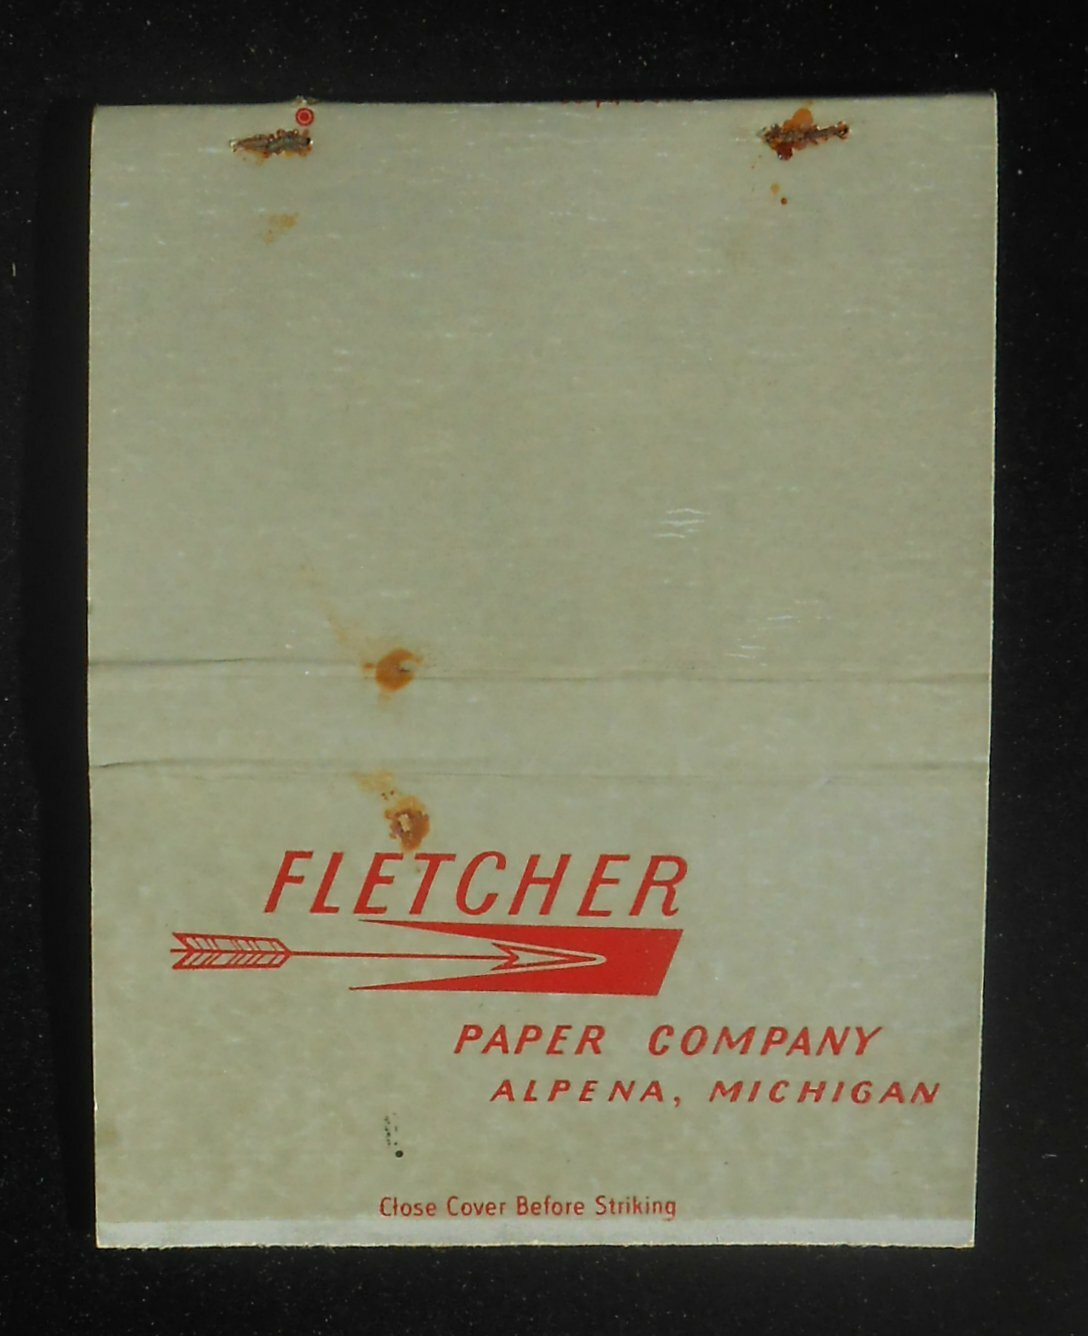 FLETCHER
PAPER COMPANY
ALPENA, MICHIGAN
Close Cover Before Striking